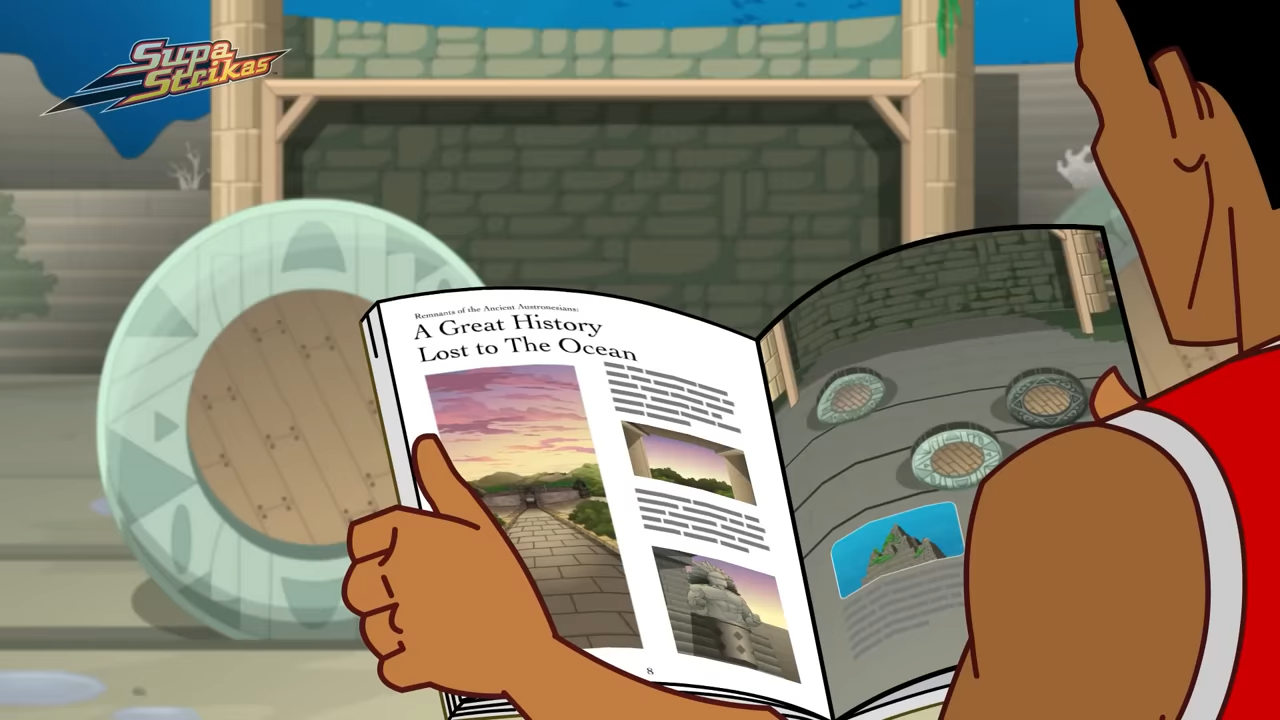 Supa
Strikas
Remnants of the Ancient Austronesians:
A Great History
Lost to The Ocean
8